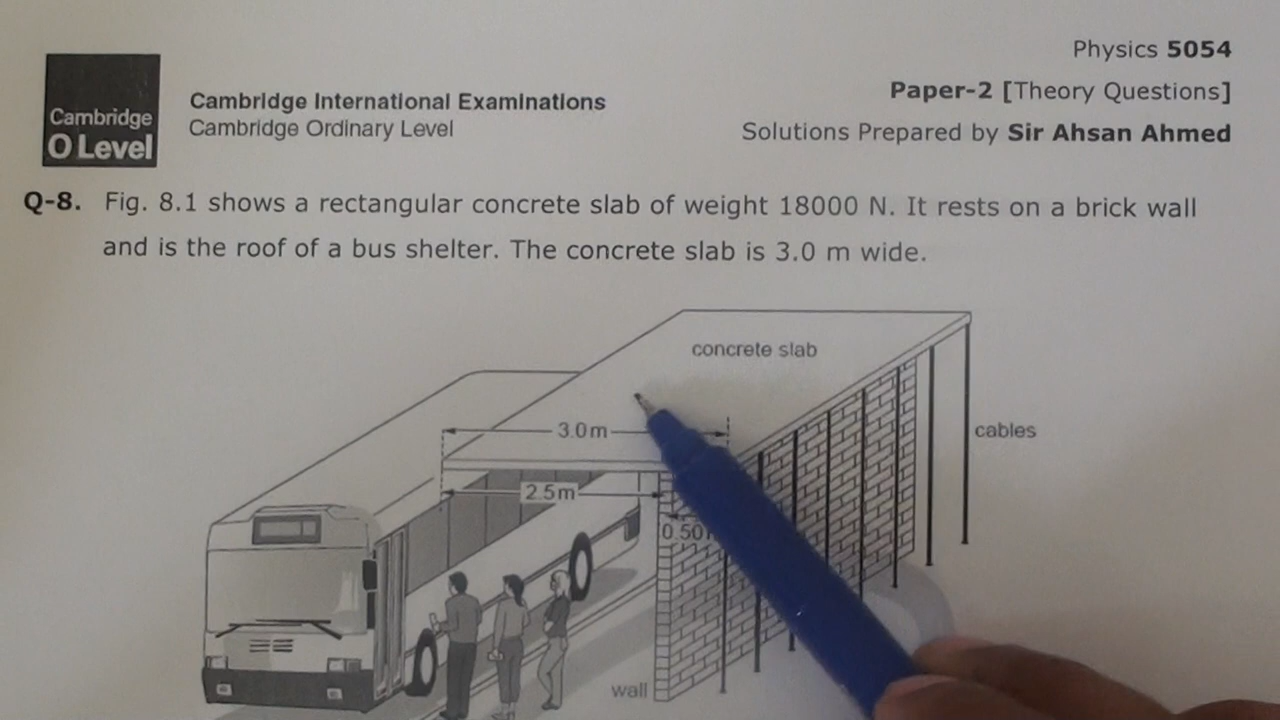 Physics 5054
Cambridge International Examinations
Paper-2 [Theory Questions]
Cambridge
O Level
Cambridge Ordinary Level
Solutions Prepared by Sir Ahsan Ahmed
Q-8. Fig. 8.1 shows a rectangular concrete slab of weight 18000 N. It rests on a brick wall
and is the roof of a bus shelter. The concrete slab is 3.0 m wide.
concrete slab
3.0 m
cables
2.5 m
0.50
wall